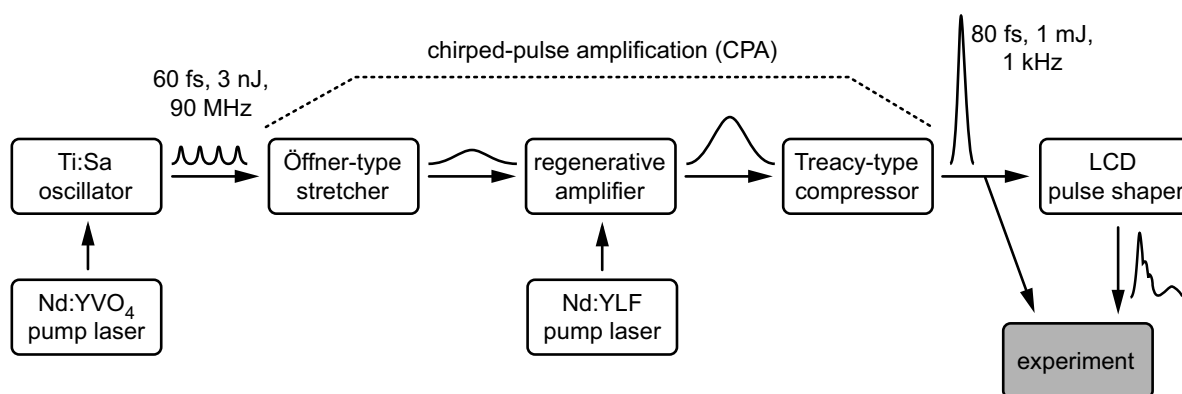 chirped-pulse amplification (CPA)
60 fs, 3 nJ,
90 MHz
80 fs, 1 mJ,
1 kHz
Ti:Sa
oscillator
Öffner-type
stretcher
regenerative
amplifier
Treacy-type
compressor
LCD
pulse shaper
Nd:YVO4
pump laser
Nd:YLF
pump laser
experiment